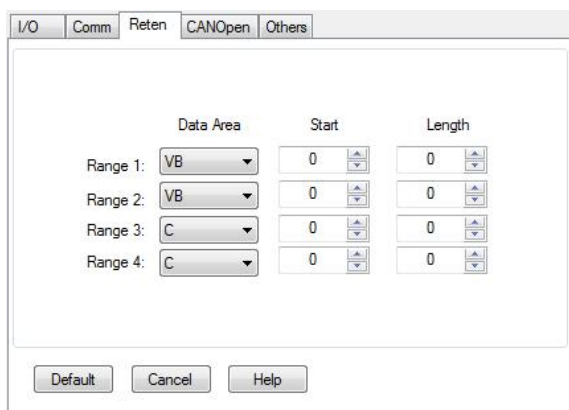 I/O Comm Reten CANOpen Others
Data Area Start Length
Range 1: VB 0 0
Range 2: VB 0 0
Range 3: C 0 0
Range 4: C 0 0
Default Cancel Help